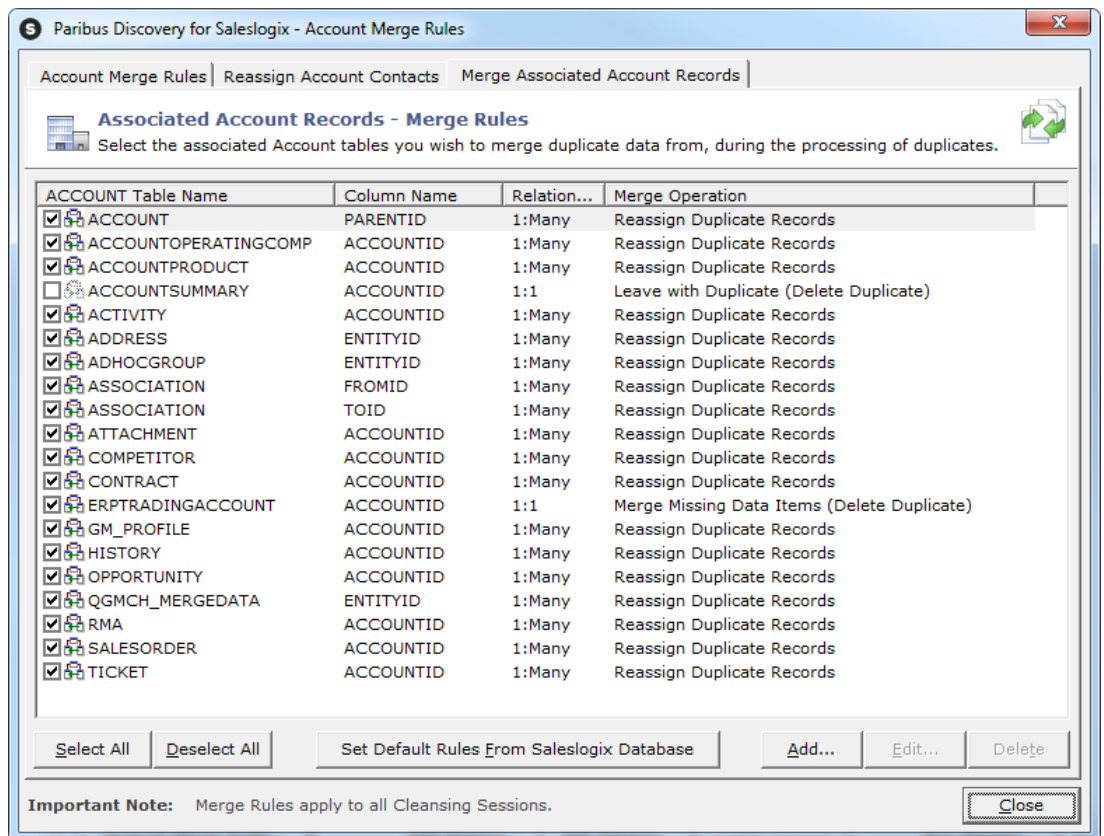 S Paribus Discovery for Saleslogix - Account Merge Rules
Account Merge Rules Reassign Account Contacts Merge Associated Account Records
Associated Account Records - Merge Rules
Select the associated Account tables you wish to merge duplicate data from, during the processing of duplicates.
ACCOUNT Table Name Column Name Relation... Merge Operation
ACCOUNT PARENTID 1:Many Reassign Duplicate Records
ACCOUNTOPERATINGCOMP ACCOUNTID 1:Many Reassign Duplicate Records
ACCOUNTPRODUCT ACCOUNTID 1:Many Reassign Duplicate Records
ACCOUNTSUMMARY ACCOUNTID 1:1 Leave with Duplicate (Delete Duplicate)
ACTIVITY ACCOUNTID 1:Many Reassign Duplicate Records
ADDRESS ENTITYID 1:Many Reassign Duplicate Records
ADHOCGROUP ENTITYID 1:Many Reassign Duplicate Records
ASSOCIATION FROMID 1:Many Reassign Duplicate Records
ASSOCIATION TOID 1:Many Reassign Duplicate Records
ATTACHMENT ACCOUNTID 1:Many Reassign Duplicate Records
COMPETITOR ACCOUNTID 1:Many Reassign Duplicate Records
CONTRACT ACCOUNTID 1:Many Reassign Duplicate Records
ERPTRADINGACCOUNT ACCOUNTID 1:1 Merge Missing Data Items (Delete Duplicate)
GM_PROFILE ACCOUNTID 1:Many Reassign Duplicate Records
HISTORY ACCOUNTID 1:Many Reassign Duplicate Records
OPPORTUNITY ACCOUNTID 1:Many Reassign Duplicate Records
QGMCH_MERGEDATA ENTITYID 1:Many Reassign Duplicate Records
RMA ACCOUNTID 1:Many Reassign Duplicate Records
SALESORDER ACCOUNTID 1:Many Reassign Duplicate Records
TICKET ACCOUNTID 1:Many Reassign Duplicate Records
Select All Deselect All Set Default Rules From Saleslogix Database Add... Edit... Delete
Important Note: Merge Rules apply to all Cleansing Sessions. Close